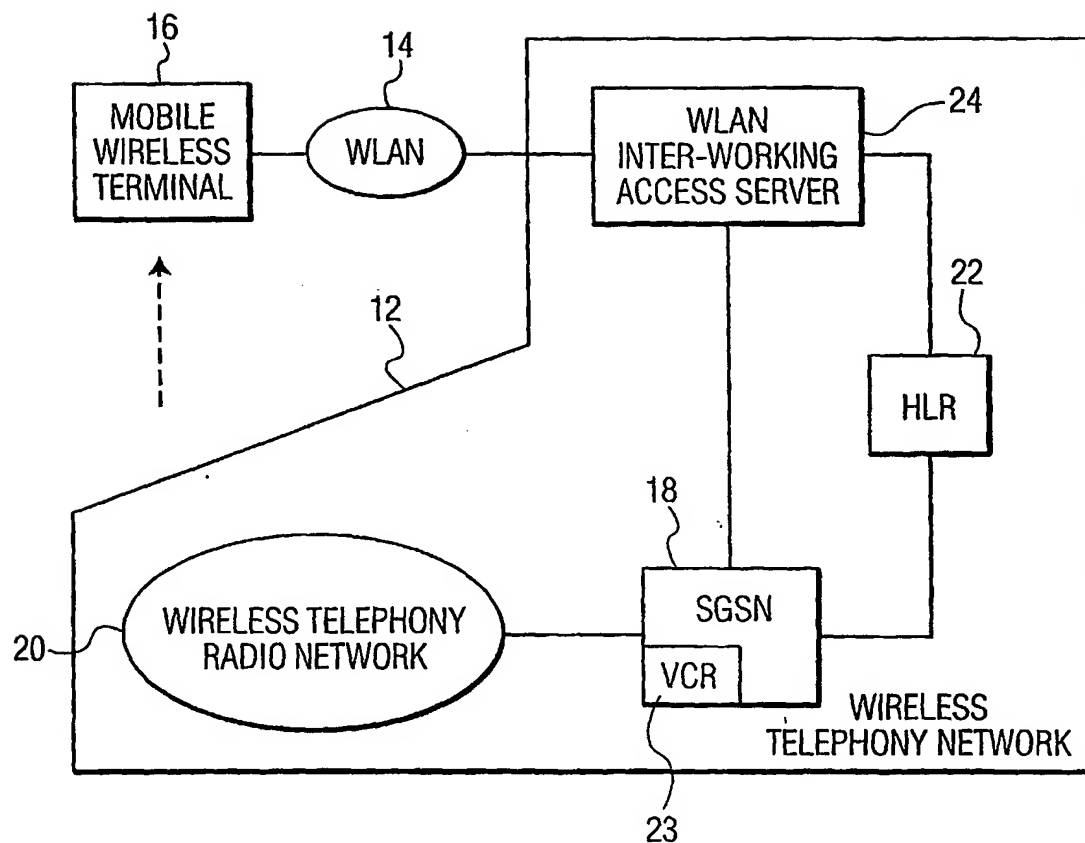 16
14
24
MOBILE
WIRELESS
TERMINAL
WLAN
WLAN
INTER-WORKING
ACCESS SERVER
12
22
HLR
18
SGSN
VCR
WIRELESS TELEPHONY
RADIO NETWORK
20
WIRELESS
TELEPHONY NETWORK
23